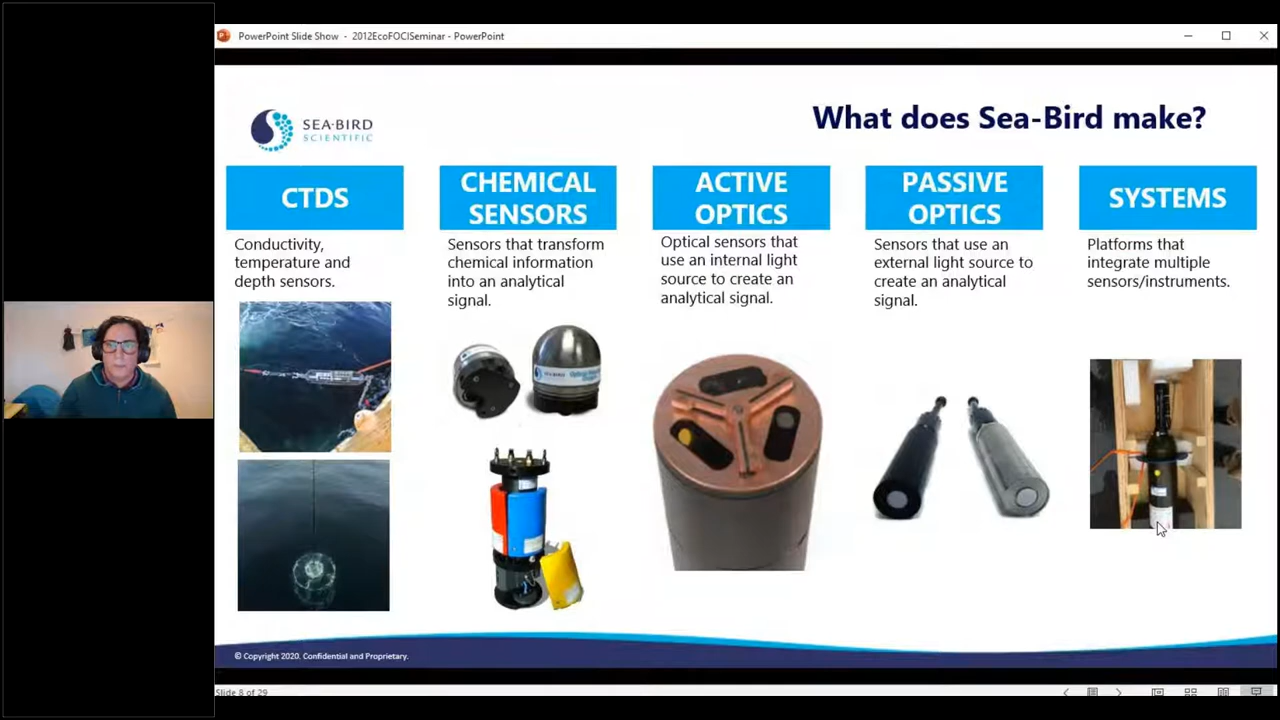 PowerPoint Slide Show - 2012EcoFOCISeminar - PowerPoint
SEA·BIRD
SCIENTIFIC
What does Sea-Bird make?
CTDS
Conductivity,
temperature and
depth sensors.
CHEMICAL
SENSORS
Sensors that transform
chemical information
into an analytical
signal.
SEA-BIRD
ACTIVE
OPTICS
Optical sensors that
use an internal light
source to create an
analytical signal.
PASSIVE
OPTICS
Sensors that use an
external light source to
create an analytical
signal.
SYSTEMS
Platforms that
integrate multiple
sensors/instruments.
© Copyright 2020. Confidential and Proprietary.
Slide 8 of 29